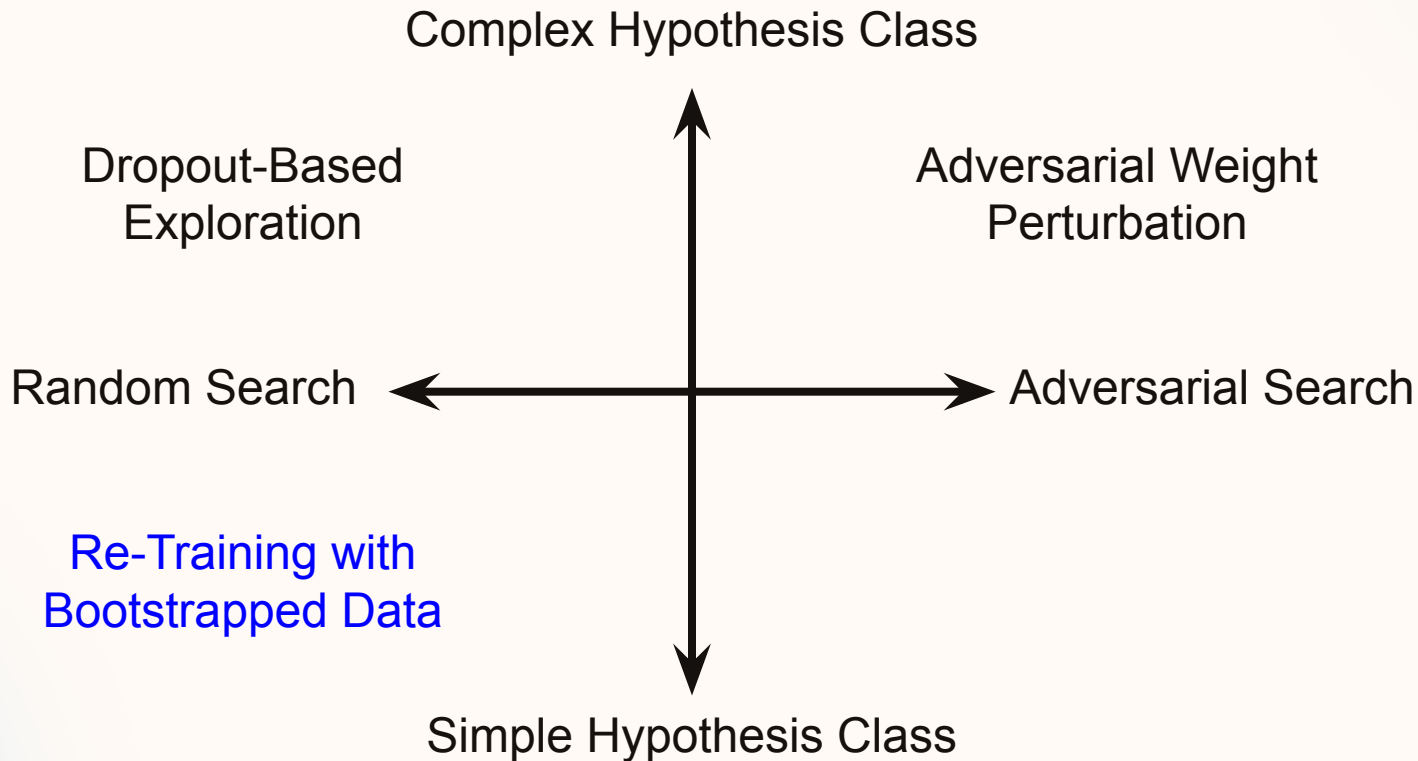 Complex Hypothesis Class
Dropout-Based
Exploration
Adversarial Weight
Perturbation
Random Search
Adversarial Search
Re-Training with
Bootstrapped Data
Simple Hypothesis Class